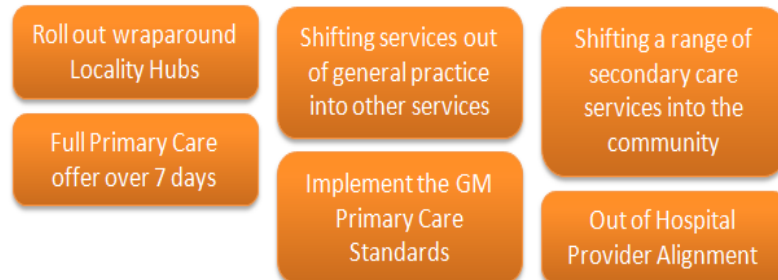 Roll out wraparound
Locality Hubs
Full Primary Care
offer over 7 days
Shifting services out
of general practice
into other services
Implement the GM
Primary Care
Standards
Shifting a range of
secondary care
services into the
community
Out of Hospital
Provider Alignment